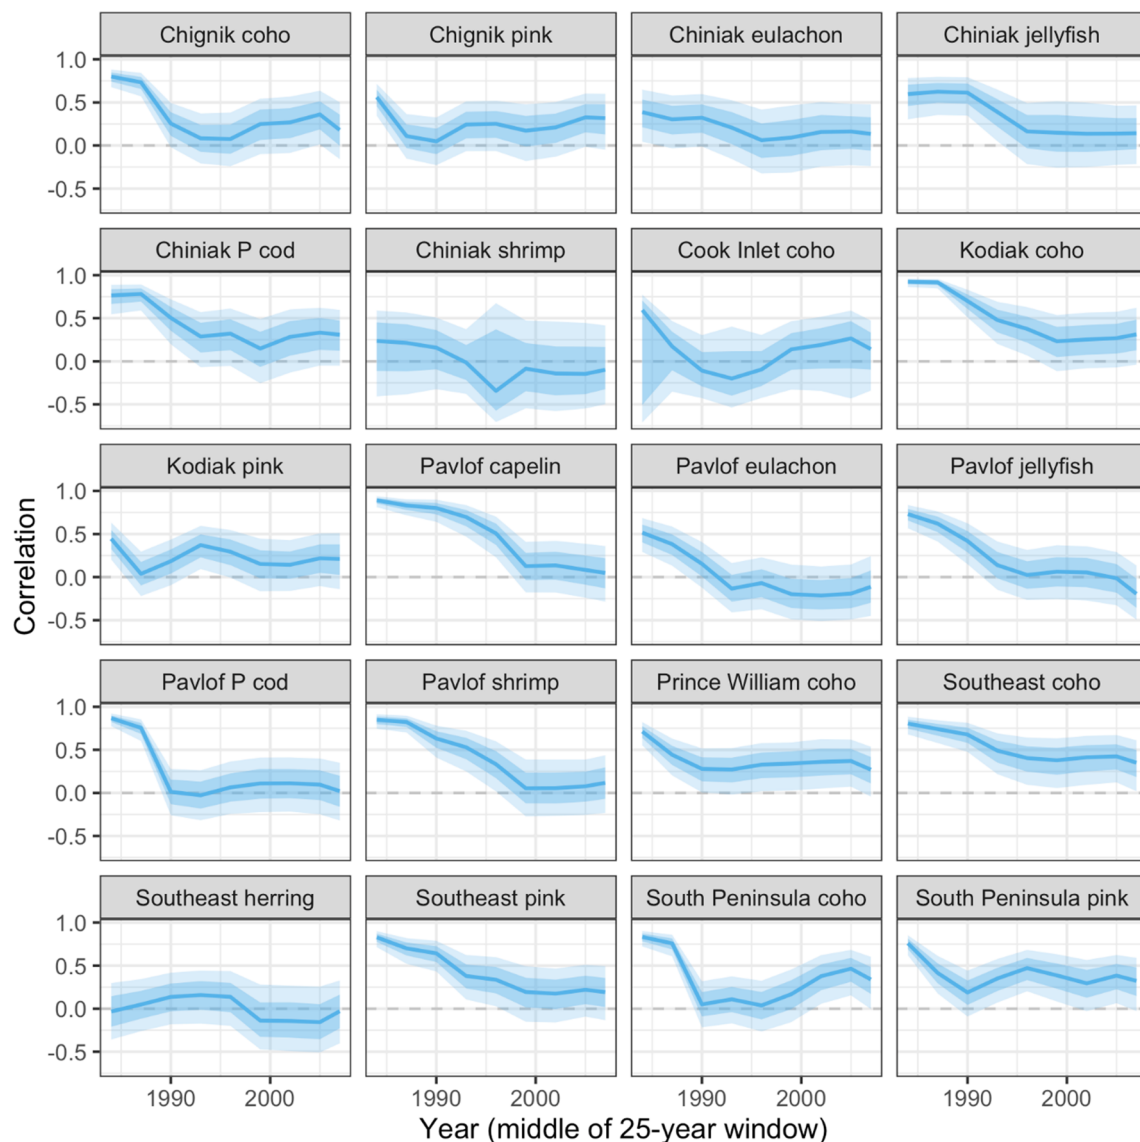 Chignik coho
Chignik pink
Chiniak eulachon
Chiniak jellyfish
1.0
0.5
0.0
-0.5
Chiniak P cod
Chiniak shrimp
Cook Inlet coho
Kodiak coho
1.0
0.5
0.0
-0.5
Kodiak pink
Pavlof capelin
Pavlof eulachon
Pavlof jellyfish
1.0
0.5
0.0
-0.5
Correlation
Pavlof P cod
Pavlof shrimp
Prince William coho
Southeast coho
1.0
0.5
0.0
-0.5
Southeast herring
Southeast pink
South Peninsula coho
South Peninsula pink
1.0
0.5
0.0
-0.5
1990
2000
1990
2000
1990
2000
1990
2000
Year (middle of 25-year window)